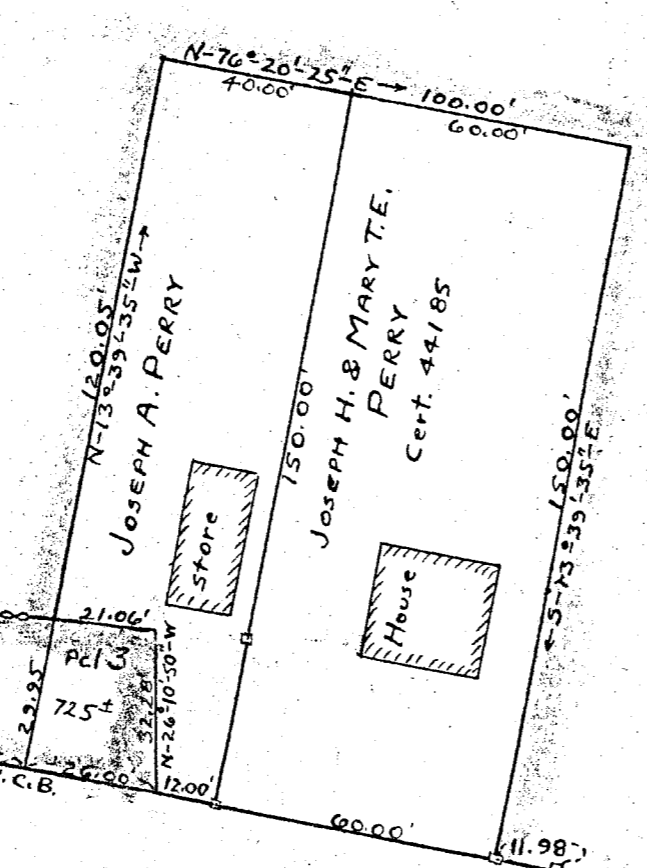 N-76°-20'-25"-E → 100.00'
40.00'
60.00'
120.05'
N-13°-39'-35"-W →
JOSEPH A. PERRY
150.00'
JOSEPH H. & MARY T.E.
PERRY
Cert. 44185
150.00'
← S-13°-39'-35"-E
store
House
21.06'
Pcl 3
725±
29.95
32.28'
N-26°-10'-50"-W
26.00'
12.00'
C.B.
60.00'
11.98'